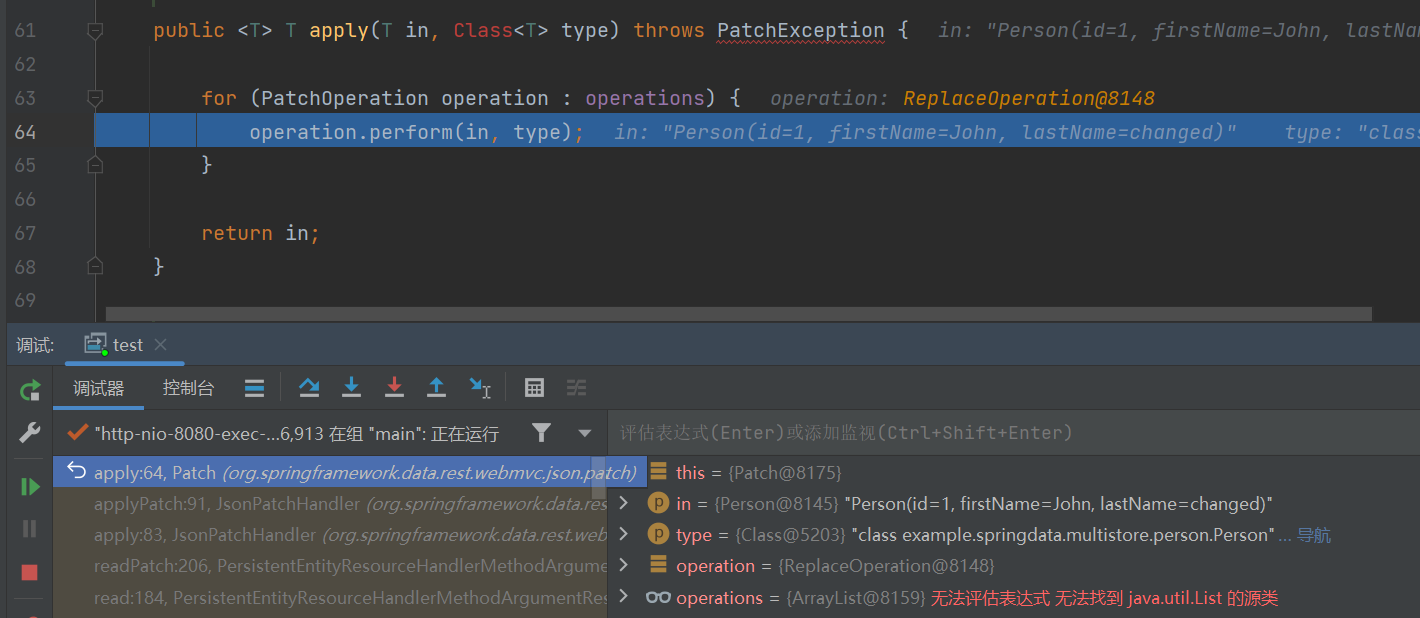 61 public <T> T apply(T in, Class<T> type) throws PatchException { in: "Person(id=1, firstName=John, lastNa
62
63 for (PatchOperation operation : operations) { operation: ReplaceOperation@8148
64 operation.perform(in, type); in: "Person(id=1, firstName=John, lastName=changed)" type: "class
65 }
66
67 return in;
68 }
69
调试: test
调试器 控制台
"http-nio-8080-exec-...6,913 在组 "main": 正在运行
评估表达式(Enter)或添加监视(Ctrl+Shift+Enter)
apply:64, Patch (org.springframework.data.rest.webmvc.json.patch)
this = {Patch@8175}
applyPatch:91, JsonPatchHandler (org.springframework.data.res
in = {Person@8145} "Person(id=1, firstName=John, lastName=changed)"
apply:83, JsonPatchHandler (org.springframework.data.rest.web
type = {Class@5203} "class example.springdata.multistore.person.Person" ... 导航
readPatch:206, PersistentEntityResourceHandlerMethodArgume
operation = {ReplaceOperation@8148}
read:184, PersistentEntityResourceHandlerMethodArgumentRes
operations = {ArrayList@8159} 无法评估表达式 无法找到 java.util.List 的源类